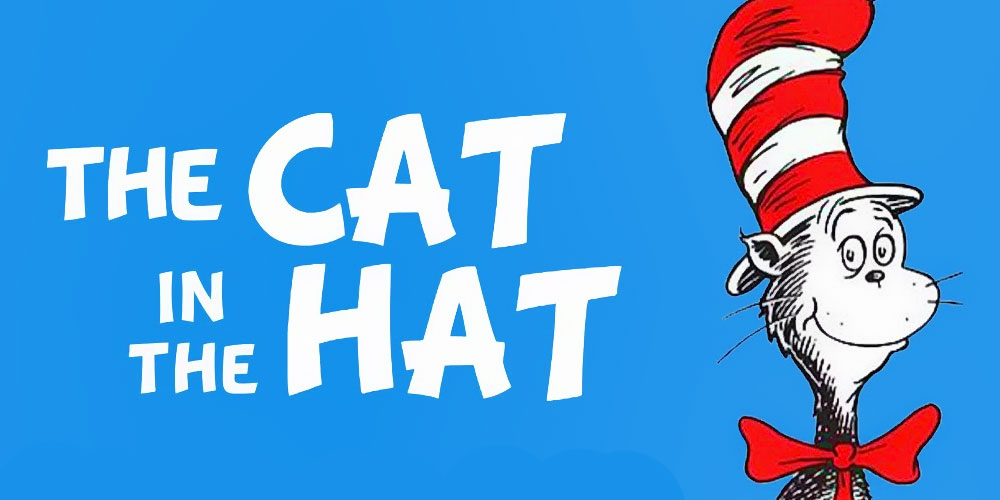 THE CAT
IN
THE HAT